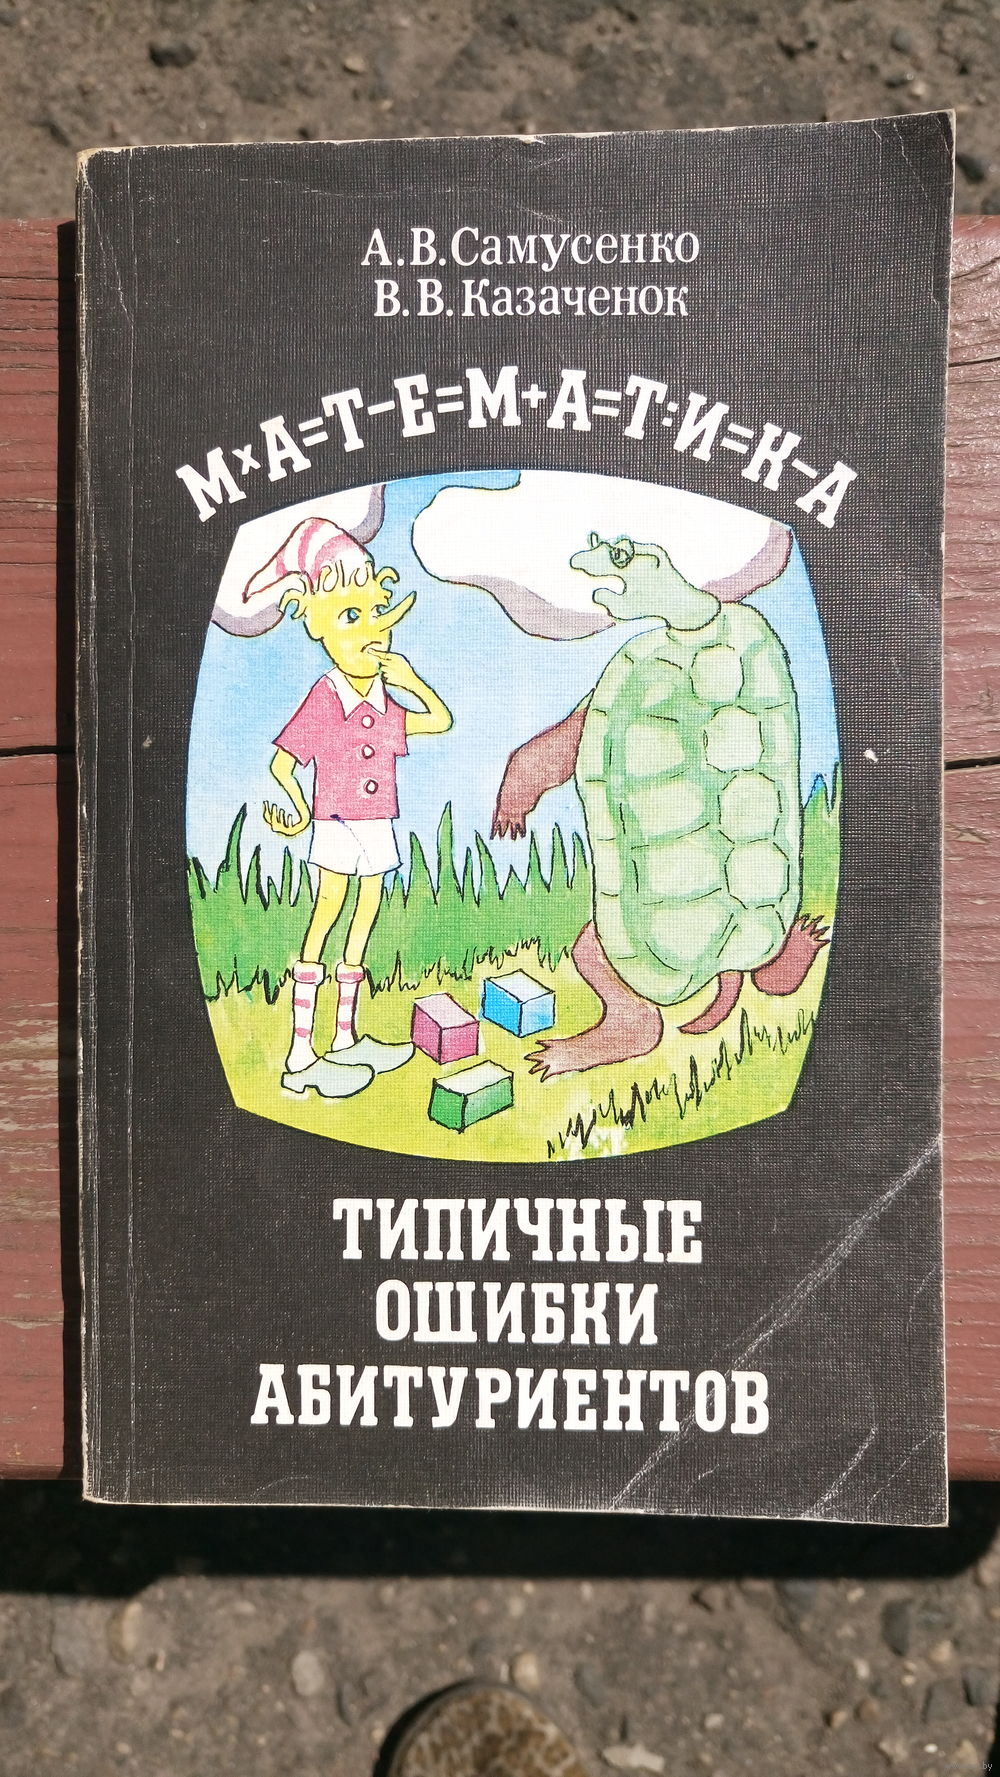 А.В.Самусенко
В.В.Казаченок
М×А=Т−Е=М+А=Т:И=К−А
ТИПИЧНЫЕ
ОШИБКИ
АБИТУРИЕНТОВ